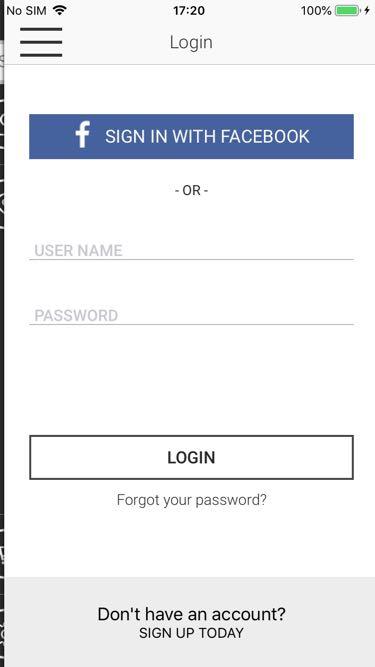 No SIM 17:20 100%
Login
SIGN IN WITH FACEBOOK
- OR -
USER NAME
PASSWORD
LOGIN
Forgot your password?
Don't have an account?
SIGN UP TODAY